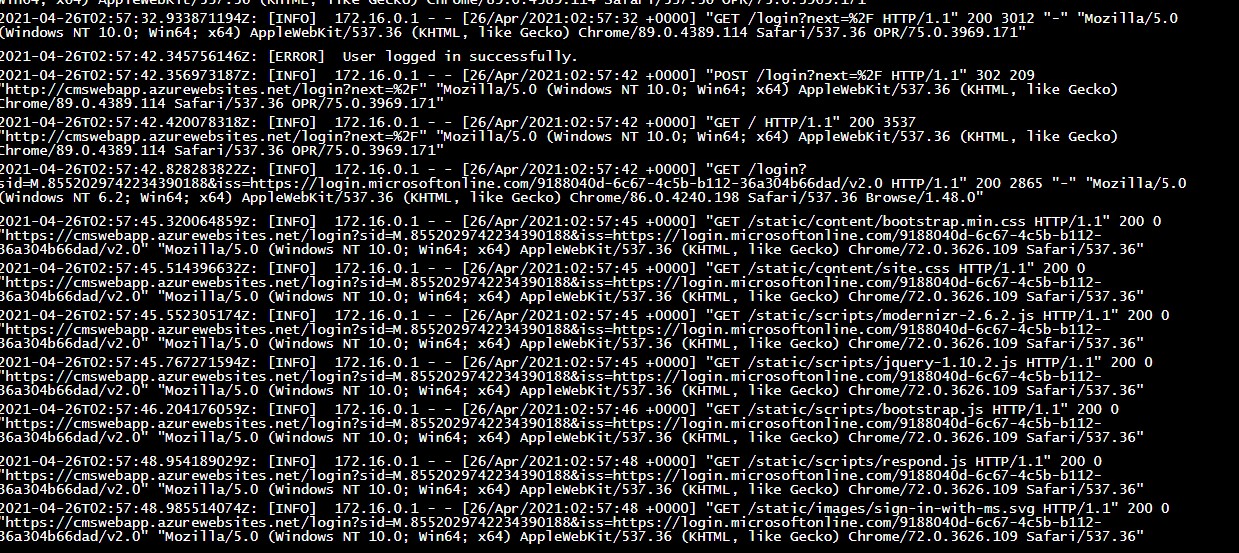 Win64; x64) AppleWebKit/537.36 (KHTML, like Gecko) Chrome/89.0.4389.114 Safari/537.36 OPR/75.0.3969.171"
2021-04-26T02:57:32.933871194Z: [INFO]  172.16.0.1 - - [26/Apr/2021:02:57:32 +0000] "GET /login?next=%2F HTTP/1.1" 200 3012 "-" "Mozilla/5.0
(Windows NT 10.0; Win64; x64) AppleWebKit/537.36 (KHTML, like Gecko) Chrome/89.0.4389.114 Safari/537.36 OPR/75.0.3969.171"
2021-04-26T02:57:42.345756146Z: [ERROR]  User logged in successfully.
2021-04-26T02:57:42.356973187Z: [INFO]  172.16.0.1 - - [26/Apr/2021:02:57:42 +0000] "POST /login?next=%2F HTTP/1.1" 302 209
"http://cmswebapp.azurewebsites.net/login?next=%2F" "Mozilla/5.0 (Windows NT 10.0; Win64; x64) AppleWebKit/537.36 (KHTML, like Gecko)
Chrome/89.0.4389.114 Safari/537.36 OPR/75.0.3969.171"
2021-04-26T02:57:42.420078318Z: [INFO]  172.16.0.1 - - [26/Apr/2021:02:57:42 +0000] "GET / HTTP/1.1" 200 3537
"http://cmswebapp.azurewebsites.net/login?next=%2F" "Mozilla/5.0 (Windows NT 10.0; Win64; x64) AppleWebKit/537.36 (KHTML, like Gecko)
Chrome/89.0.4389.114 Safari/537.36 OPR/75.0.3969.171"
2021-04-26T02:57:42.828283822Z: [INFO]  172.16.0.1 - - [26/Apr/2021:02:57:42 +0000] "GET /login?
sid=M.8552029742234390188&iss=https://login.microsoftonline.com/9188040d-6c67-4c5b-b112-36a304b66dad/v2.0 HTTP/1.1" 200 2865 "-" "Mozilla/5.0
(Windows NT 6.2; Win64; x64) AppleWebKit/537.36 (KHTML, like Gecko) Chrome/86.0.4240.198 Safari/537.36 Browse/1.48.0"
2021-04-26T02:57:45.320064859Z: [INFO]  172.16.0.1 - - [26/Apr/2021:02:57:45 +0000] "GET /static/content/bootstrap.min.css HTTP/1.1" 200 0
"https://cmswebapp.azurewebsites.net/login?sid=M.8552029742234390188&iss=https://login.microsoftonline.com/9188040d-6c67-4c5b-b112-
36a304b66dad/v2.0" "Mozilla/5.0 (Windows NT 10.0; Win64; x64) AppleWebKit/537.36 (KHTML, like Gecko) Chrome/72.0.3626.109 Safari/537.36"
2021-04-26T02:57:45.514396632Z: [INFO]  172.16.0.1 - - [26/Apr/2021:02:57:45 +0000] "GET /static/content/site.css HTTP/1.1" 200 0
"https://cmswebapp.azurewebsites.net/login?sid=M.8552029742234390188&iss=https://login.microsoftonline.com/9188040d-6c67-4c5b-b112-
36a304b66dad/v2.0" "Mozilla/5.0 (Windows NT 10.0; Win64; x64) AppleWebKit/537.36 (KHTML, like Gecko) Chrome/72.0.3626.109 Safari/537.36"
2021-04-26T02:57:45.552305174Z: [INFO]  172.16.0.1 - - [26/Apr/2021:02:57:45 +0000] "GET /static/scripts/modernizr-2.6.2.js HTTP/1.1" 200 0
"https://cmswebapp.azurewebsites.net/login?sid=M.8552029742234390188&iss=https://login.microsoftonline.com/9188040d-6c67-4c5b-b112-
36a304b66dad/v2.0" "Mozilla/5.0 (Windows NT 10.0; Win64; x64) AppleWebKit/537.36 (KHTML, like Gecko) Chrome/72.0.3626.109 Safari/537.36"
2021-04-26T02:57:45.767271594Z: [INFO]  172.16.0.1 - - [26/Apr/2021:02:57:45 +0000] "GET /static/scripts/jquery-1.10.2.js HTTP/1.1" 200 0
"https://cmswebapp.azurewebsites.net/login?sid=M.8552029742234390188&iss=https://login.microsoftonline.com/9188040d-6c67-4c5b-b112-
36a304b66dad/v2.0" "Mozilla/5.0 (Windows NT 10.0; Win64; x64) AppleWebKit/537.36 (KHTML, like Gecko) Chrome/72.0.3626.109 Safari/537.36"
2021-04-26T02:57:46.204176059Z: [INFO]  172.16.0.1 - - [26/Apr/2021:02:57:46 +0000] "GET /static/scripts/bootstrap.js HTTP/1.1" 200 0
"https://cmswebapp.azurewebsites.net/login?sid=M.8552029742234390188&iss=https://login.microsoftonline.com/9188040d-6c67-4c5b-b112-
36a304b66dad/v2.0" "Mozilla/5.0 (Windows NT 10.0; Win64; x64) AppleWebKit/537.36 (KHTML, like Gecko) Chrome/72.0.3626.109 Safari/537.36"
2021-04-26T02:57:48.954189029Z: [INFO]  172.16.0.1 - - [26/Apr/2021:02:57:48 +0000] "GET /static/scripts/respond.js HTTP/1.1" 200 0
"https://cmswebapp.azurewebsites.net/login?sid=M.8552029742234390188&iss=https://login.microsoftonline.com/9188040d-6c67-4c5b-b112-
36a304b66dad/v2.0" "Mozilla/5.0 (Windows NT 10.0; Win64; x64) AppleWebKit/537.36 (KHTML, like Gecko) Chrome/72.0.3626.109 Safari/537.36"
2021-04-26T02:57:48.985514074Z: [INFO]  172.16.0.1 - - [26/Apr/2021:02:57:48 +0000] "GET /static/images/sign-in-with-ms.svg HTTP/1.1" 200 0
"https://cmswebapp.azurewebsites.net/login?sid=M.8552029742234390188&iss=https://login.microsoftonline.com/9188040d-6c67-4c5b-b112-
36a304b66dad/v2.0" "Mozilla/5.0 (Windows NT 10.0; Win64; x64) AppleWebKit/537.36 (KHTML, like Gecko) Chrome/72.0.3626.109 Safari/537.36"